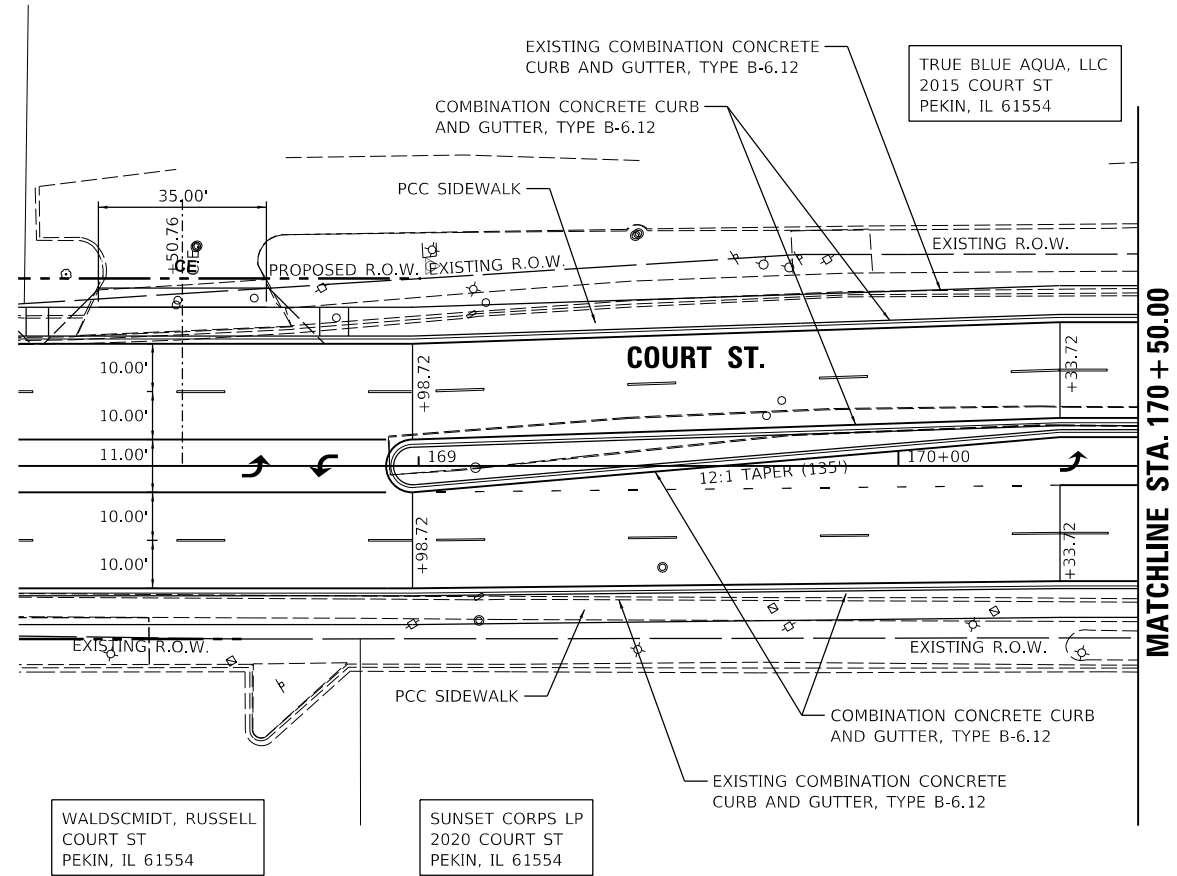 EXISTING COMBINATION CONCRETE
CURB AND GUTTER, TYPE B-6.12
TRUE BLUE AQUA, LLC
2015 COURT ST
PEKIN, IL 61554
COMBINATION CONCRETE CURB
AND GUTTER, TYPE B-6.12
PCC SIDEWALK
35.00'
+50.76
CE
PROPOSED R.O.W.
EXISTING R.O.W.
EXISTING R.O.W.
COURT ST.
10.00'
10.00'
11.00'
10.00'
10.00'
+98.72
+33.72
169
170+00
12:1 TAPER (135')
+98.72
+33.72
MATCHLINE STA. 170+50.00
EXISTING R.O.W.
EXISTING R.O.W.
PCC SIDEWALK
COMBINATION CONCRETE CURB
AND GUTTER, TYPE B-6.12
EXISTING COMBINATION CONCRETE
CURB AND GUTTER, TYPE B-6.12
WALDSCMIDT, RUSSELL
COURT ST
PEKIN, IL 61554
SUNSET CORPS LP
2020 COURT ST
PEKIN, IL 61554